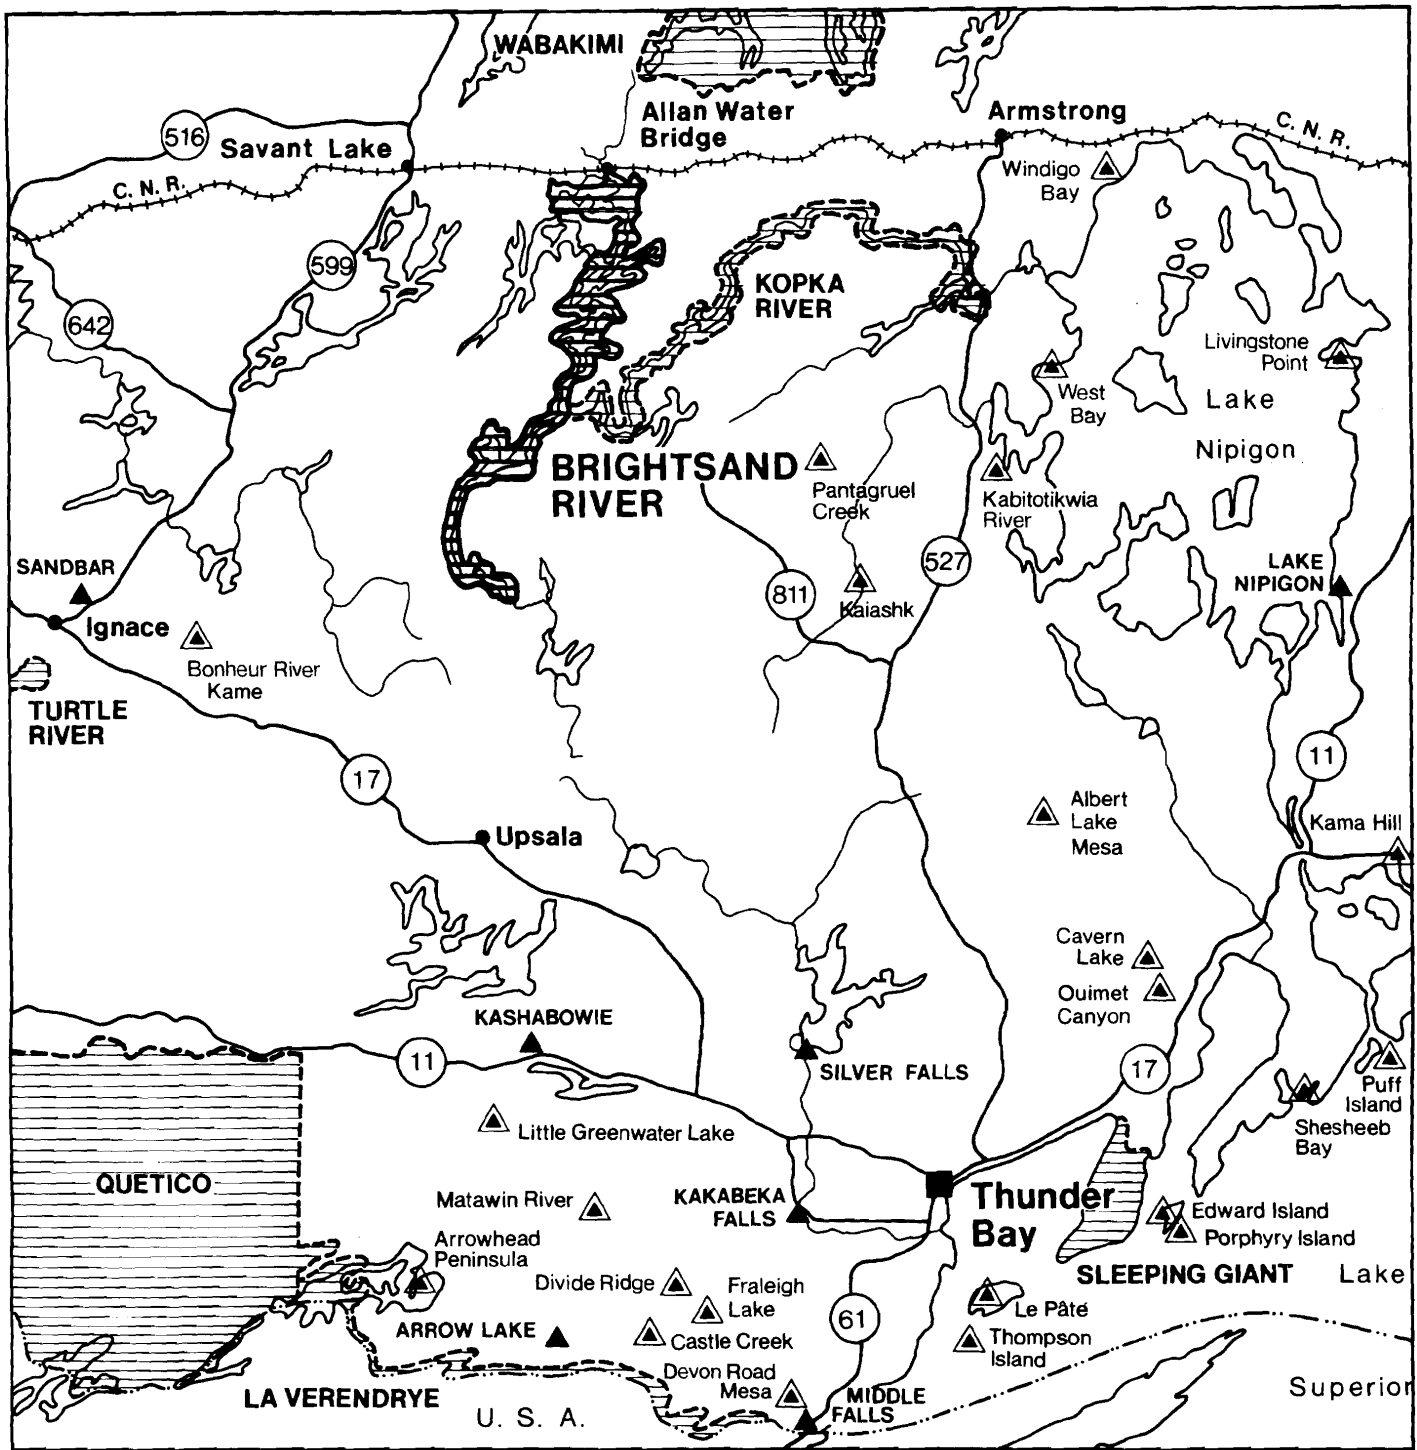 WABAKIMI
Allan Water
Bridge
Armstrong
C. N. R.
516
Savant Lake
C. N. R.
Windigo
Bay
599
KOPKA
RIVER
642
Livingstone
Point
West
Bay
Lake
Nipigon
BRIGHTSAND
RIVER
Pantagruel
Creek
Kabitotikwia
River
SANDBAR
527
LAKE
NIPIGON
811
Kaiashk
Ignace
Bonheur River
Kame
TURTLE
RIVER
17
11
Albert
Lake
Mesa
Kama Hill
Upsala
Cavern
Lake
Ouimet
Canyon
KASHABOWIE
11
SILVER FALLS
17
Puff
Island
Shesheeb
Bay
Little Greenwater Lake
QUETICO
Matawin River
KAKABEKA
FALLS
Thunder
Bay
Edward Island
Porphyry Island
Arrowhead
Peninsula
SLEEPING GIANT
Lake
Divide Ridge
Fraleigh
Lake
Le Pâté
ARROW LAKE
Castle Creek
61
Thompson
Island
Devon Road
Mesa
MIDDLE
FALLS
LA VERENDRYE
U. S. A.
Superior